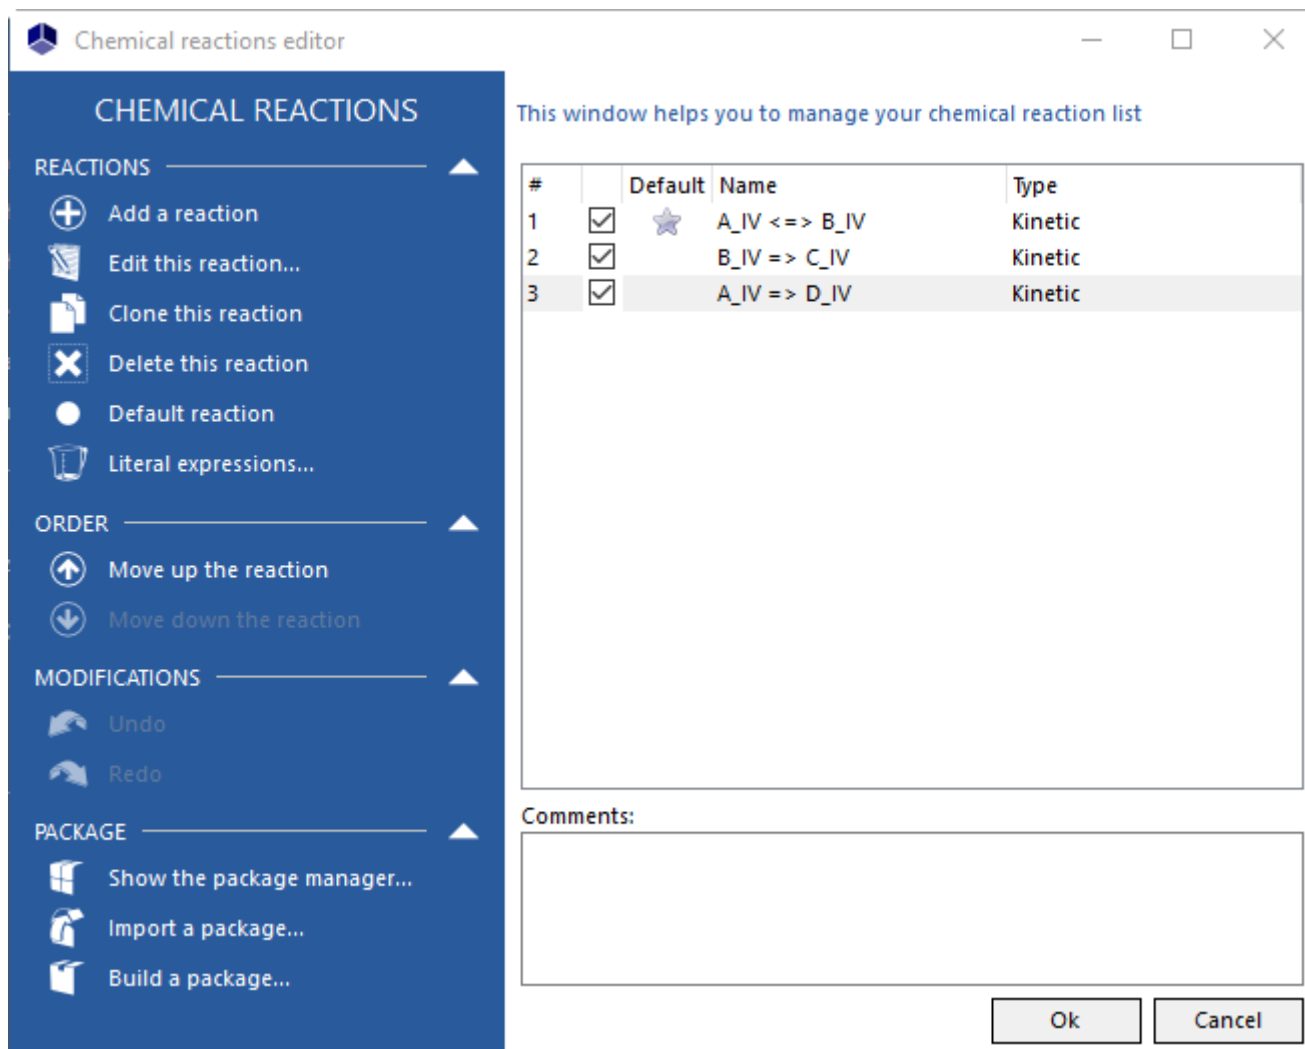 Chemical reactions editor
CHEMICAL REACTIONS
REACTIONS
Add a reaction
Edit this reaction...
Clone this reaction
Delete this reaction
Default reaction
Literal expressions...
ORDER
Move up the reaction
Move down the reaction
MODIFICATIONS
Undo
Redo
PACKAGE
Show the package manager...
Import a package...
Build a package...
This window helps you to manage your chemical reaction list
# Default Name Type
1 A_IV <=> B_IV Kinetic
2 B_IV => C_IV Kinetic
3 A_IV => D_IV Kinetic
Comments:
Ok Cancel